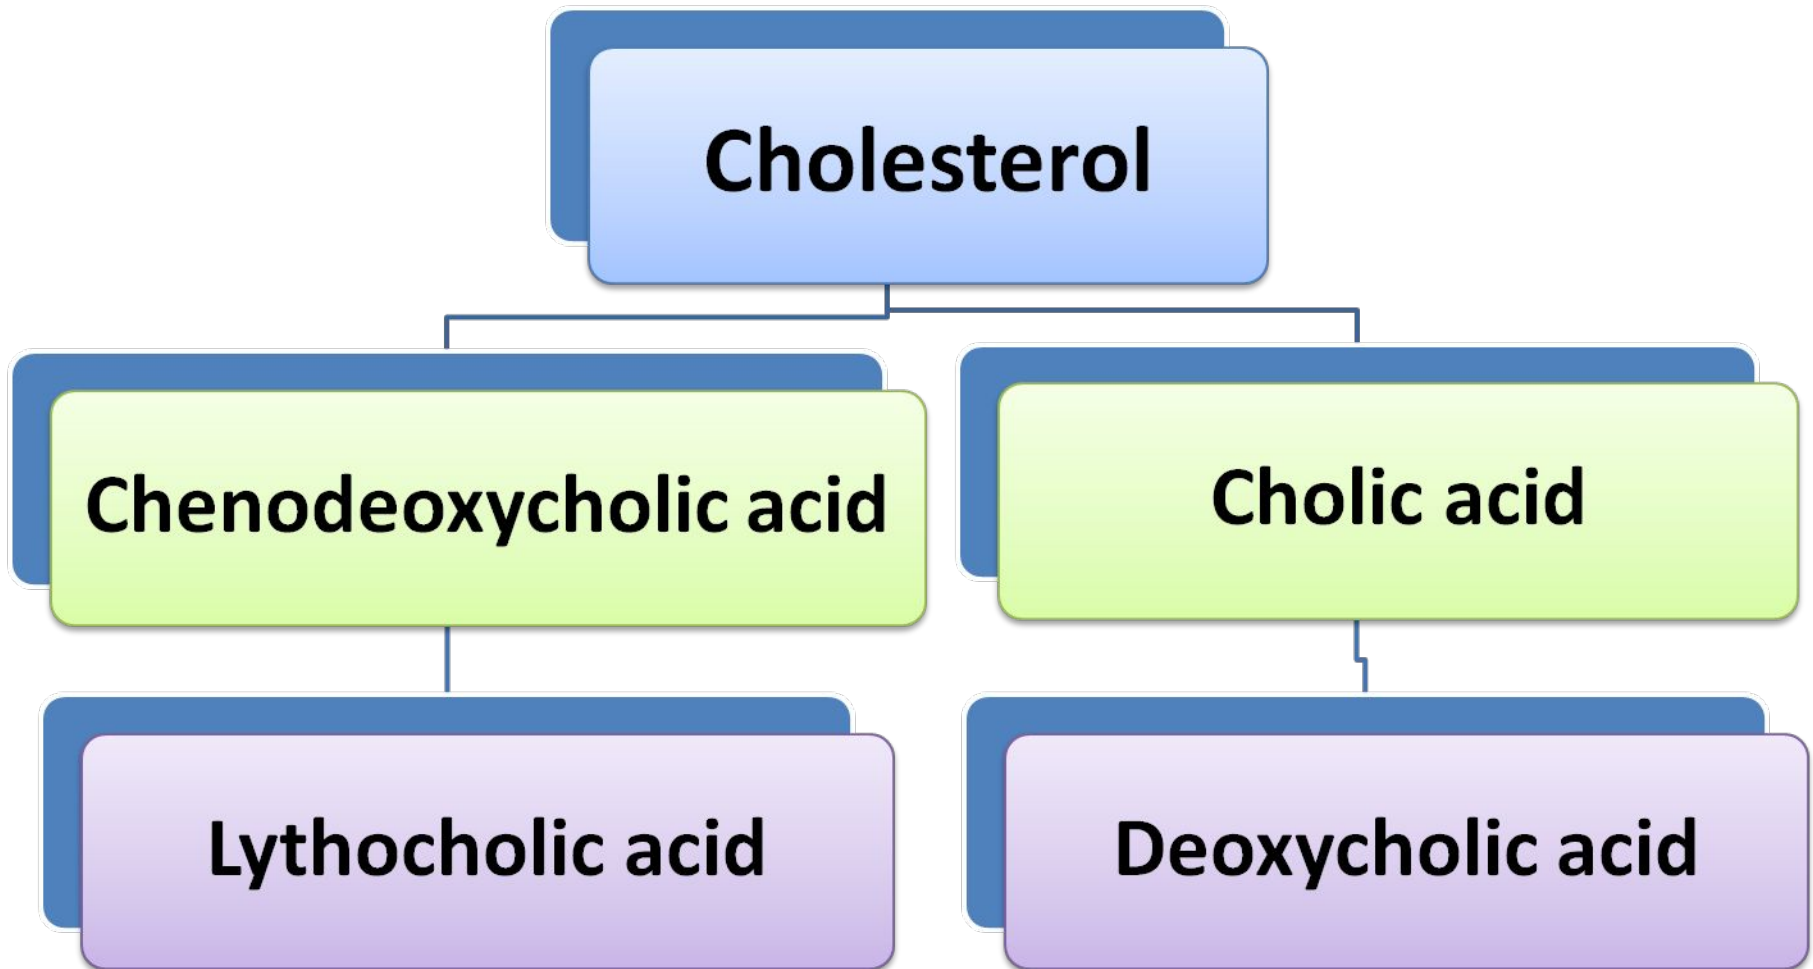 Cholesterol
Chenodeoxycholic acid
Cholic acid
Lythocholic acid
Deoxycholic acid